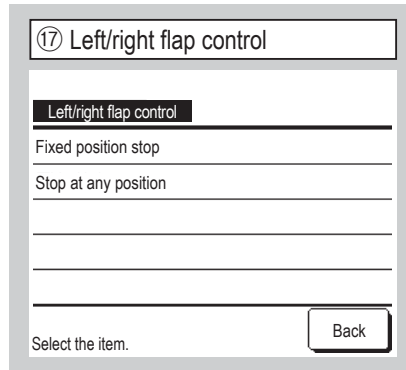 ⑰ Left/right flap control
Left/right flap control
Fixed position stop
Stop at any position
Select the item.
Back